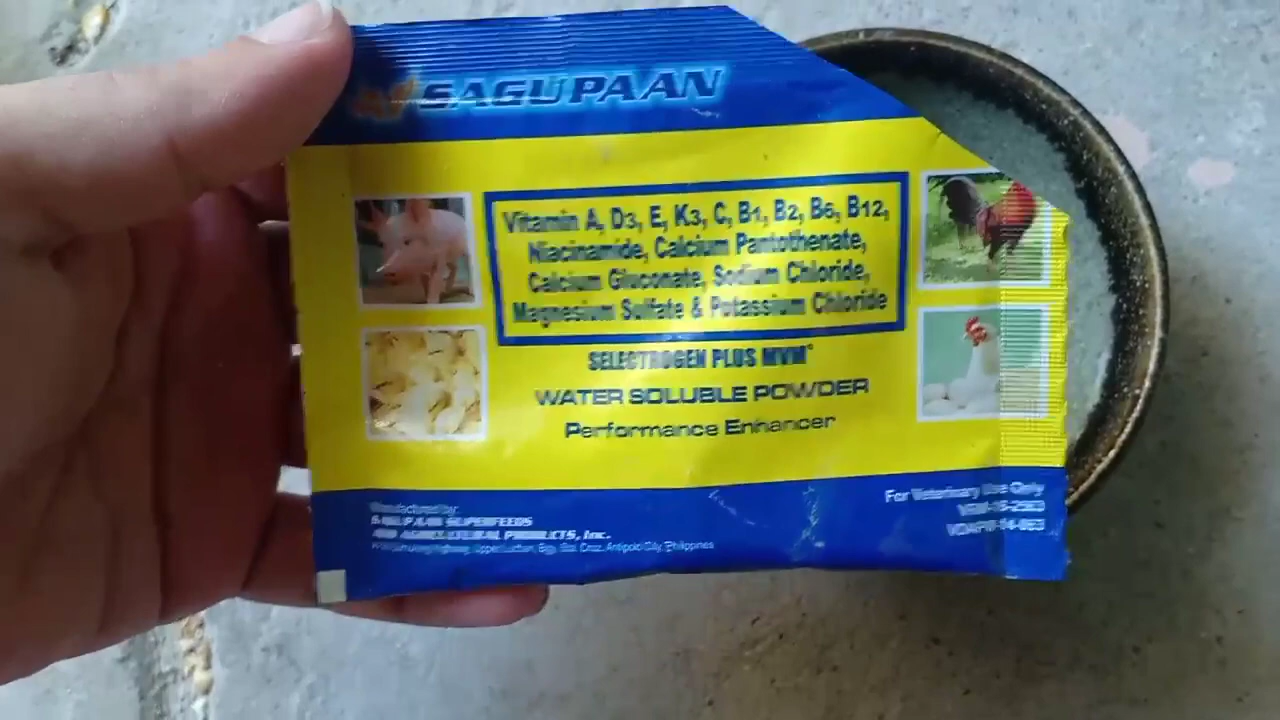 SAGUPAAN
Vitamin A, D3, E, K3, C, B1, B2, B6, B12,
Niacinamide, Calcium Pantothenate,
Calcium Gluconate, Sodium Chloride,
Magnesium Sulfate & Potassium Chloride
SELECTROGEN PLUS MVM®
WATER SOLUBLE POWDER
Performance Enhancer
Manufactured by:
SAGUPAAN SUPERFEEDS
AND AGRICULTURAL PRODUCTS, Inc.
Sta. Cruz, Antipolo City, Philippines
For Veterinary Use Only